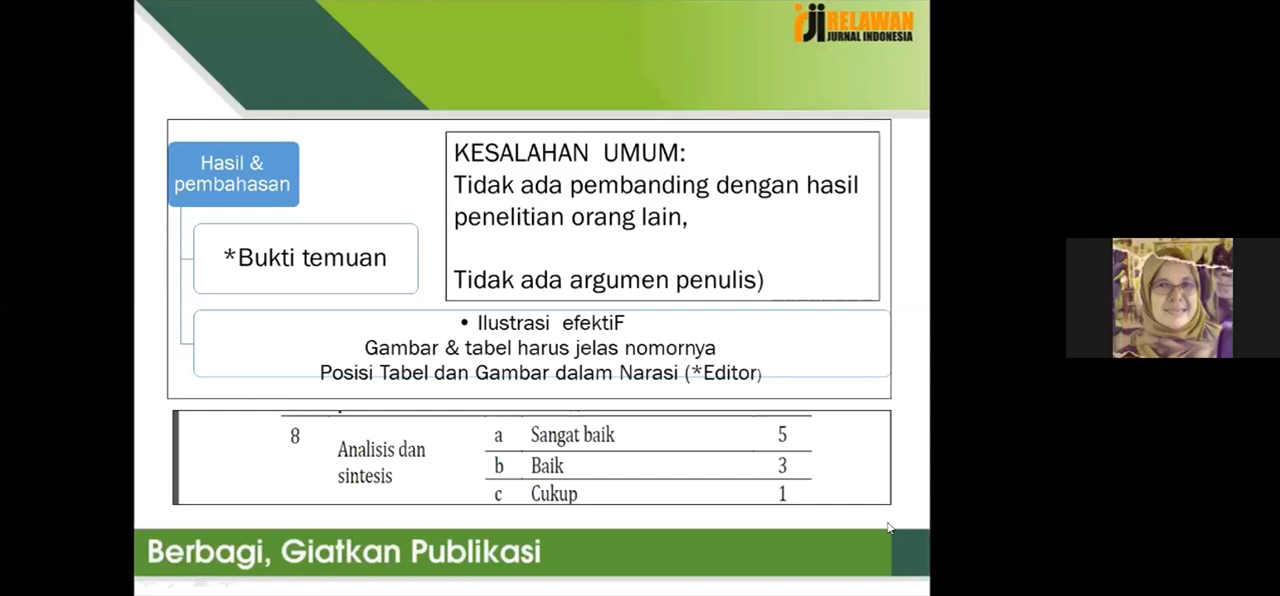 RELAWAN
JURNAL INDONESIA
Hasil &
pembahasan
*Bukti temuan
KESALAHAN UMUM:
Tidak ada pembanding dengan hasil
penelitian orang lain,
Tidak ada argumen penulis)
• Ilustrasi efektiF
Gambar & tabel harus jelas nomornya
Posisi Tabel dan Gambar dalam Narasi (*Editor)
8 Analisis dan sintesis
a Sangat baik 5
b Baik 3
c Cukup 1
Berbagi, Giatkan Publikasi